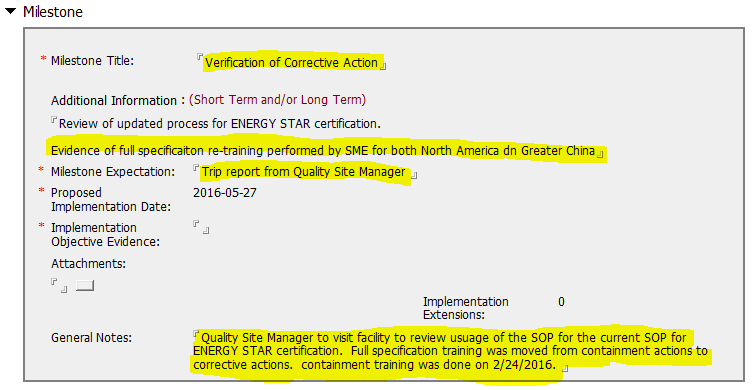 Milestone
* Milestone Title: Verification of Corrective Action
Additional Information : (Short Term and/or Long Term)
Review of updated process for ENERGY STAR certification.
Evidence of full specificaiton re-training performed by SME for both North America dn Greater China
* Milestone Expectation: Trip report from Quality Site Manager
* Proposed 2016-05-27
Implementation Date:
* Implementation
Objective Evidence:
Attachments:
Implementation 0
Extensions:
General Notes: Quality Site Manager to visit facility to review usuage of the SOP for the current SOP for
ENERGY STAR certification.  Full specification training was moved from containment actions to
corrective actions.  containment training was done on 2/24/2016.